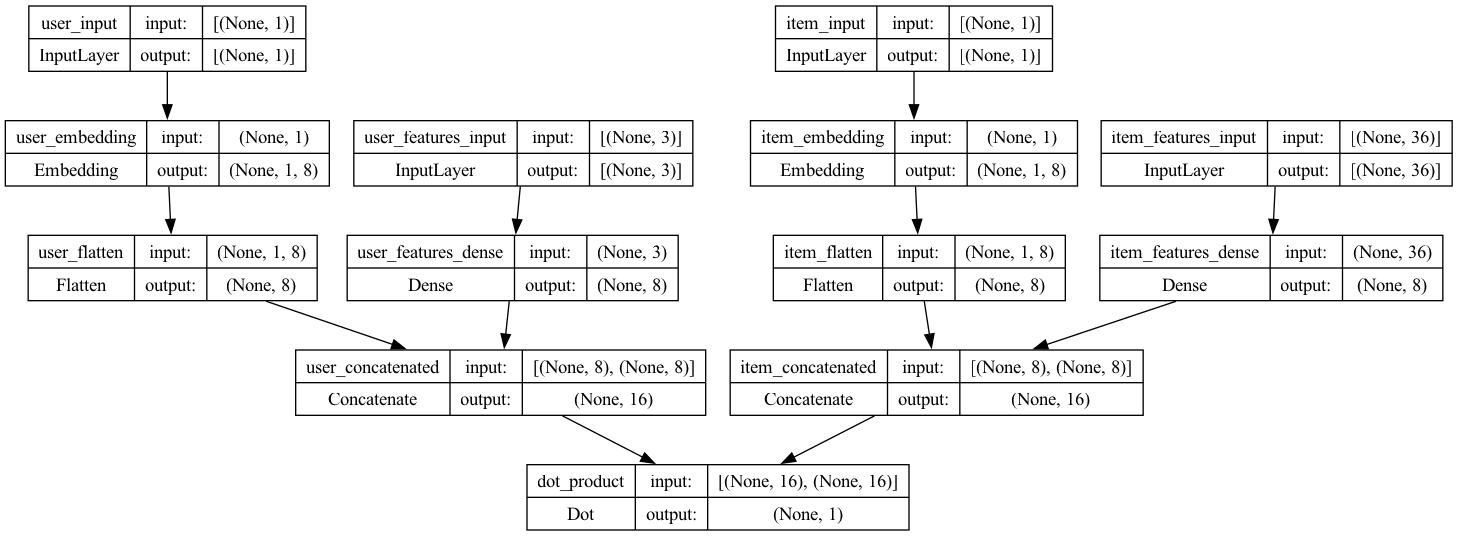 user_input input: [(None, 1)]
InputLayer output: [(None, 1)]
item_input input: [(None, 1)]
InputLayer output: [(None, 1)]
user_embedding input: (None, 1)
Embedding output: (None, 1, 8)
user_features_input input: [(None, 3)]
InputLayer output: [(None, 3)]
item_embedding input: (None, 1)
Embedding output: (None, 1, 8)
item_features_input input: [(None, 36)]
InputLayer output: [(None, 36)]
user_flatten input: (None, 1, 8)
Flatten output: (None, 8)
user_features_dense input: (None, 3)
Dense output: (None, 8)
item_flatten input: (None, 1, 8)
Flatten output: (None, 8)
item_features_dense input: (None, 36)
Dense output: (None, 8)
user_concatenated input: [(None, 8), (None, 8)]
Concatenate output: (None, 16)
item_concatenated input: [(None, 8), (None, 8)]
Concatenate output: (None, 16)
dot_product input: [(None, 16), (None, 16)]
Dot output: (None, 1)